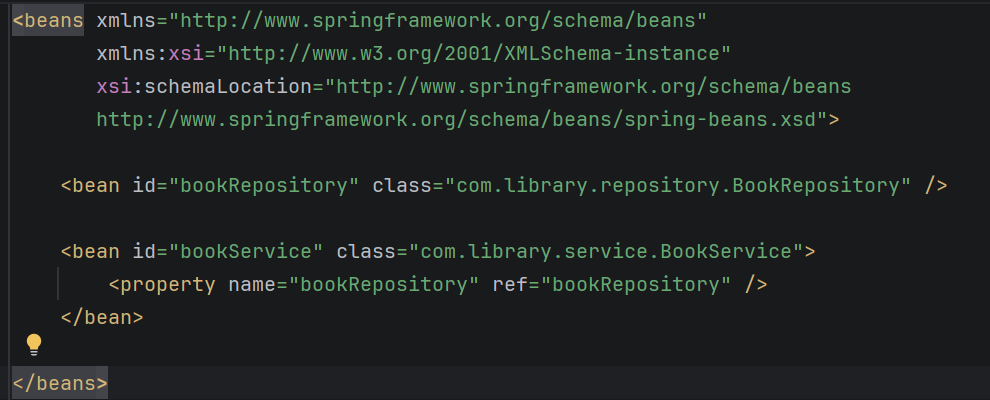 <beans xmlns="http://www.springframework.org/schema/beans"
xmlns:xsi="http://www.w3.org/2001/XMLSchema-instance"
xsi:schemaLocation="http://www.springframework.org/schema/beans
http://www.springframework.org/schema/beans/spring-beans.xsd">
<bean id="bookRepository" class="com.library.repository.BookRepository" />
<bean id="bookService" class="com.library.service.BookService">
<property name="bookRepository" ref="bookRepository" />
</bean>
</beans>